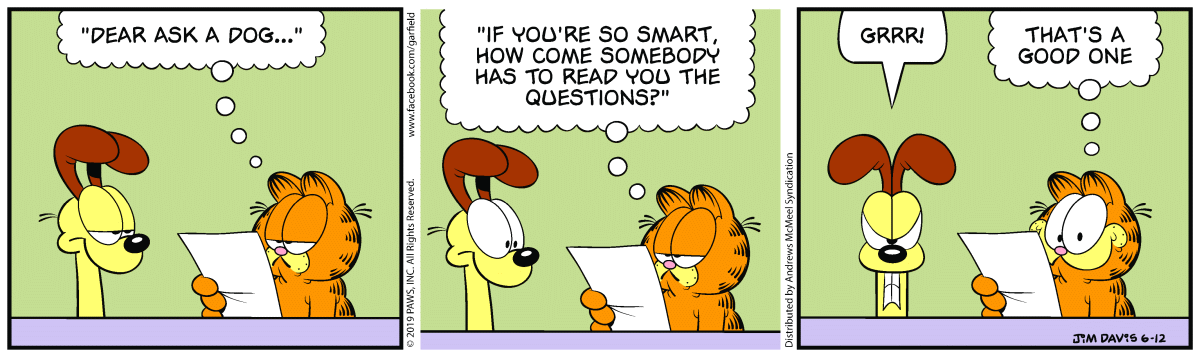 "DEAR ASK A DOG..."
© 2019 PAWS, INC. All Rights Reserved. www.facebook.com/garfield
"IF YOU'RE SO SMART,
HOW COME SOMEBODY
HAS TO READ YOU THE
QUESTIONS?"
Distributed by Andrews McMeel Syndication
GRRR!
THAT'S A
GOOD ONE
JIM DAVIS 6-12